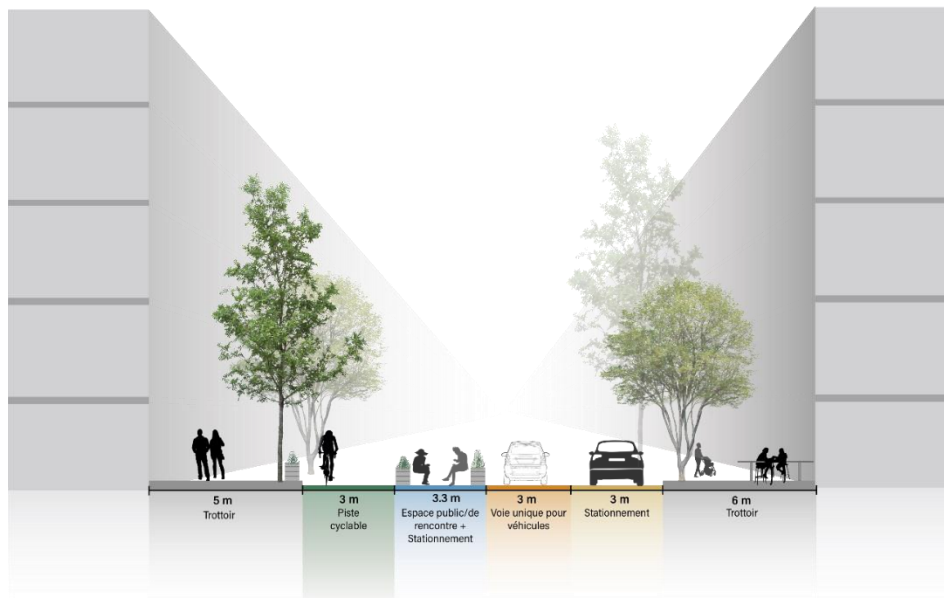 5 m
Trottoir
3 m
Piste
cyclable
3.3 m
Espace public/de
rencontre +
Stationnement
3 m
Voie unique pour
véhicules
3 m
Stationnement
6 m
Trottoir